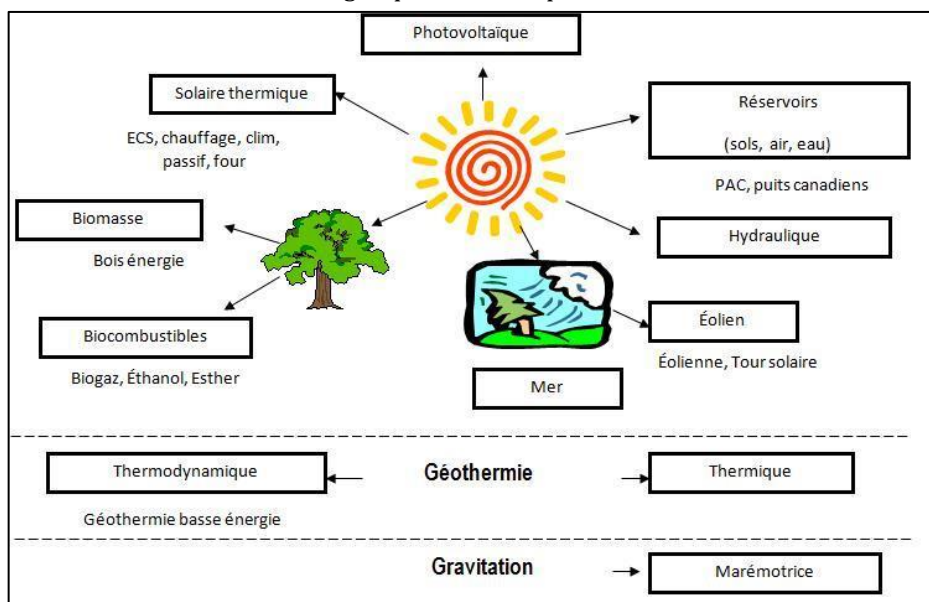 Photovoltaïque
Solaire thermique
ECS, chauffage, clim,
passif, four
Réservoirs
(sols, air, eau)
PAC, puits canadiens
Biomasse
Bois énergie
Hydraulique
Biocombustibles
Biogaz, Éthanol, Esther
Éolien
Éolienne, Tour solaire
Mer
Thermodynamique
Géothermie
Thermique
Géothermie basse énergie
Gravitation
Marémotrice